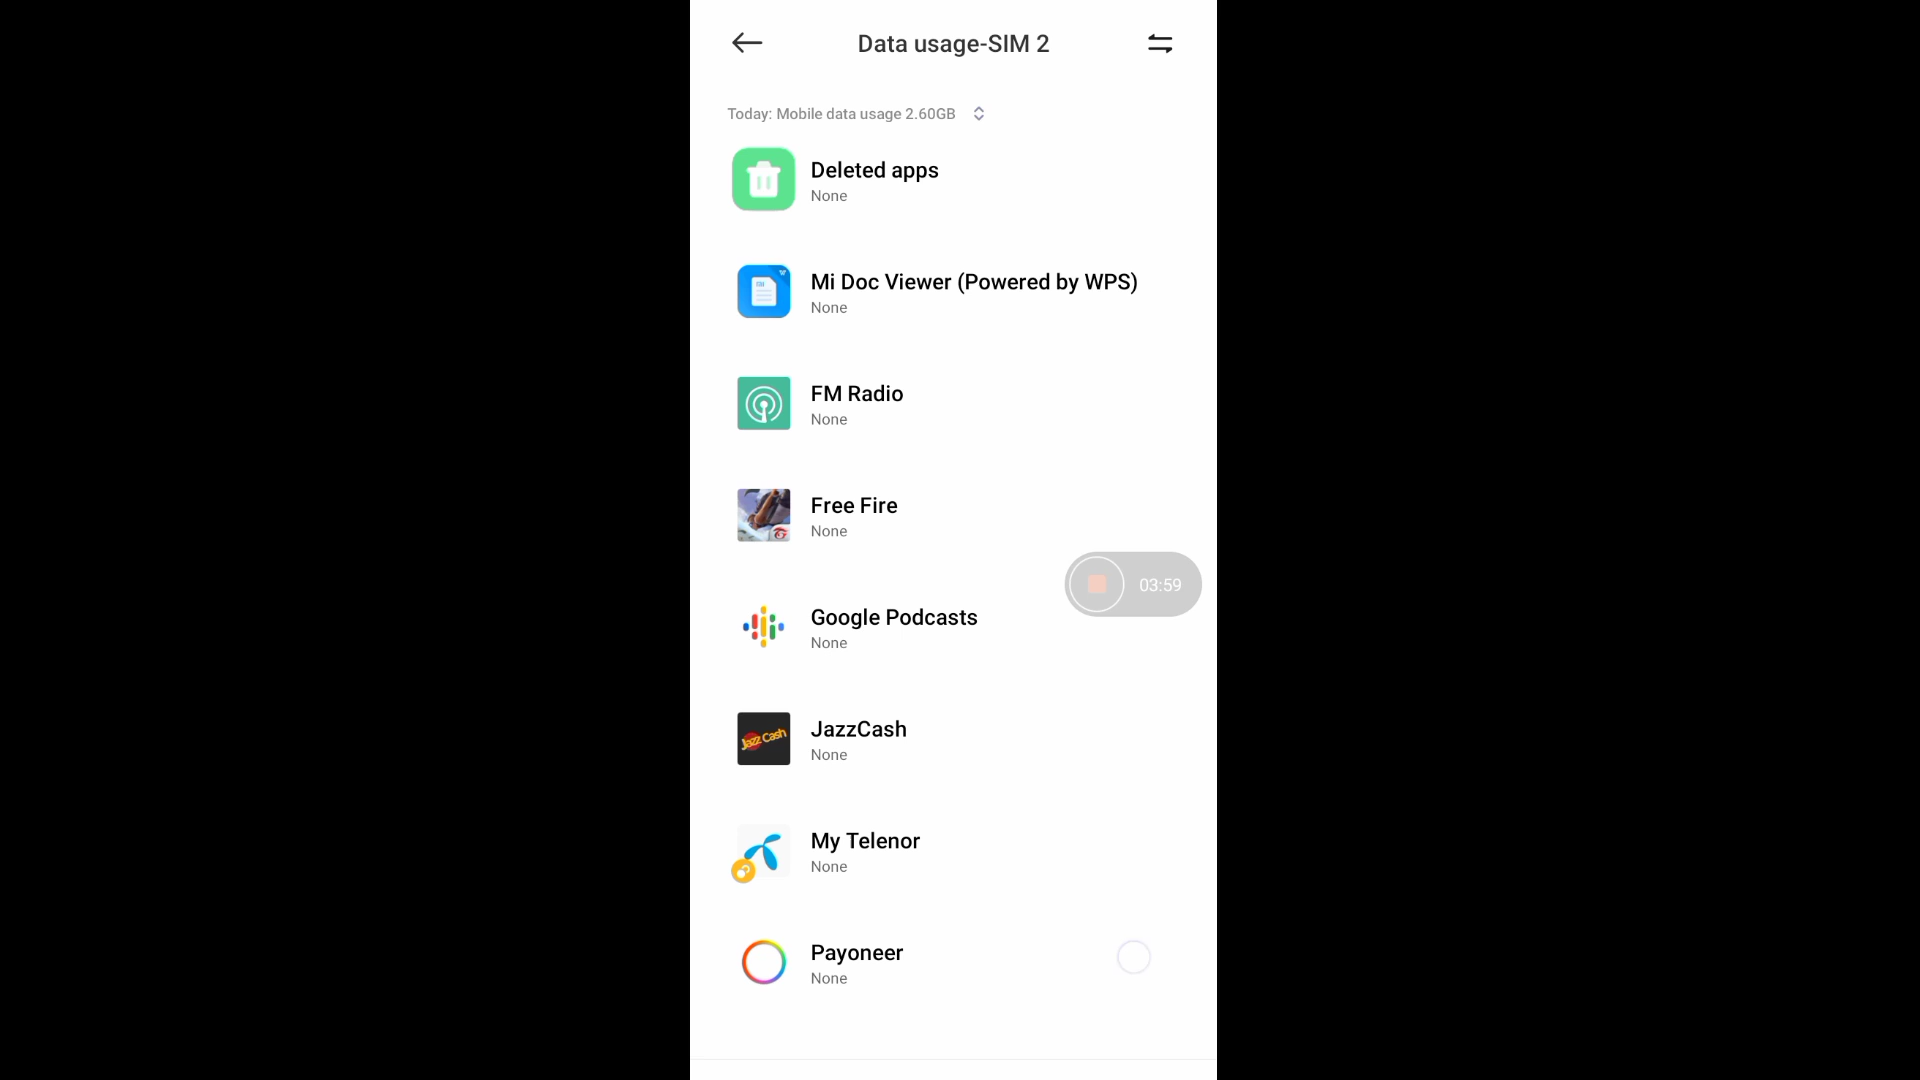 Data usage-SIM 2
Today: Mobile data usage 2.60GB
Deleted apps
None
Mi Doc Viewer (Powered by WPS)
None
FM Radio
None
Free Fire
None
03:59
Google Podcasts
None
Jazz Cash
JazzCash
None
My Telenor
None
Payoneer
None